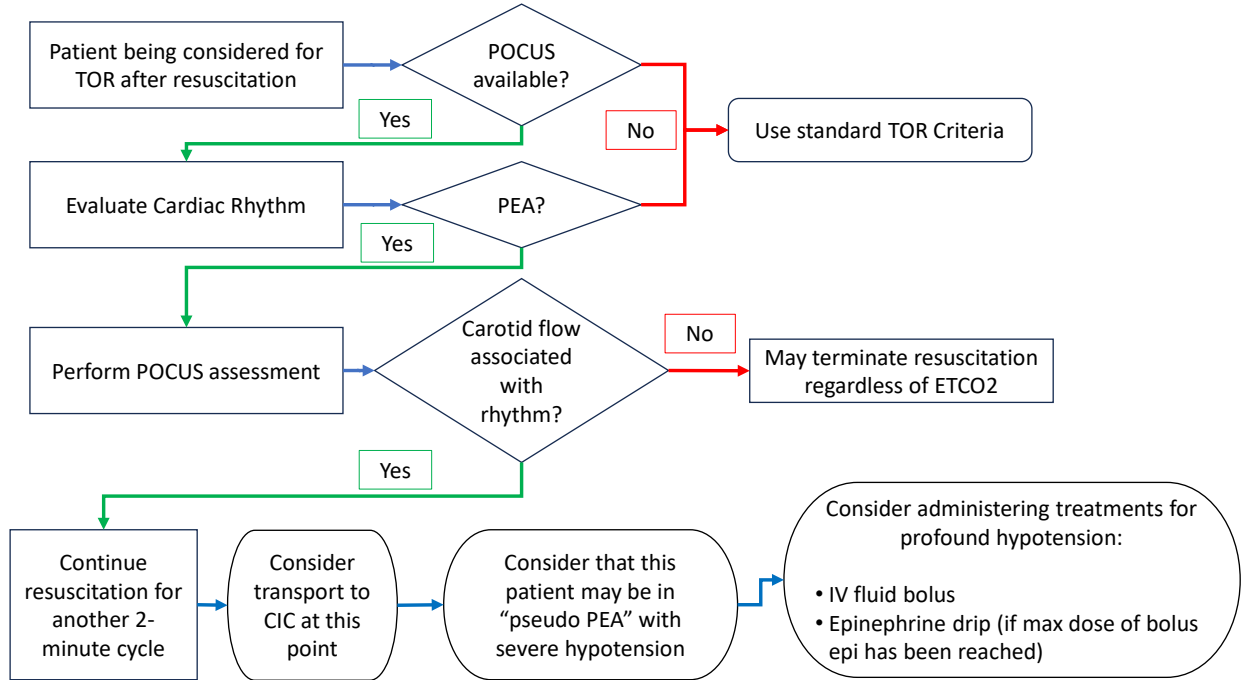 Patient being considered for
TOR after resuscitation
POCUS
available?
Yes
No
Use standard TOR Criteria
Evaluate Cardiac Rhythm
PEA?
Yes
Perform POCUS assessment
Carotid flow
associated
with
rhythm?
No
May terminate resuscitation
regardless of ETCO2
Yes
Continue
resuscitation for
another 2-
minute cycle
Consider
transport to
CIC at this
point
Consider that this
patient may be in
“pseudo PEA” with
severe hypotension
Consider administering treatments for
profound hypotension:
• IV fluid bolus
• Epinephrine drip (if max dose of bolus
epi has been reached)